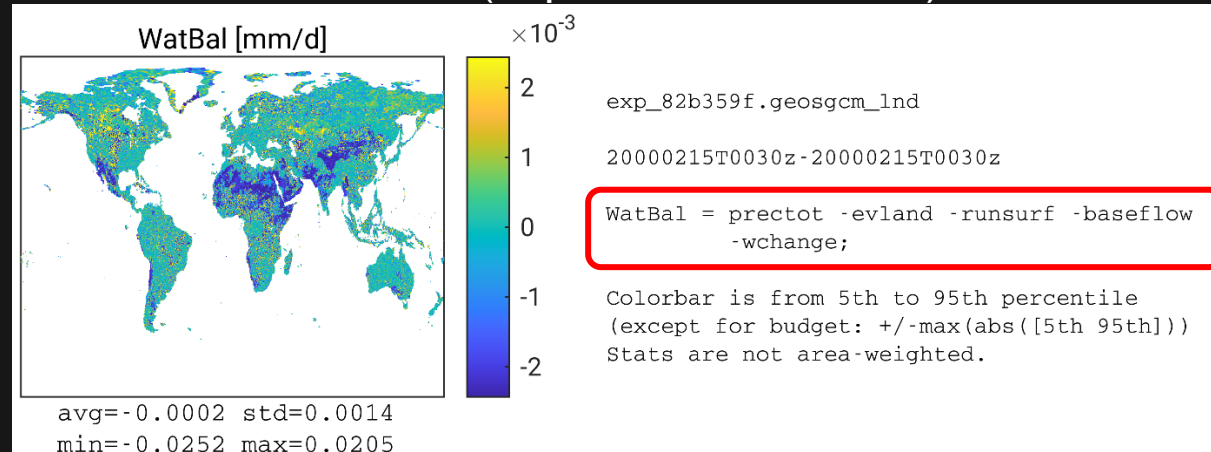 WatBal [mm/d]
×10^-3
2
1
0
-1
-2
avg=-0.0002 std=0.0014
min=-0.0252 max=0.0205
exp_82b359f.geosgcm_lnd
20000215T0030z-20000215T0030z
WatBal = prectot -evland -runsurf -baseflow
-wchange;
Colorbar is from 5th to 95th percentile
(except for budget: +/-max(abs([5th 95th]))
Stats are not area-weighted.